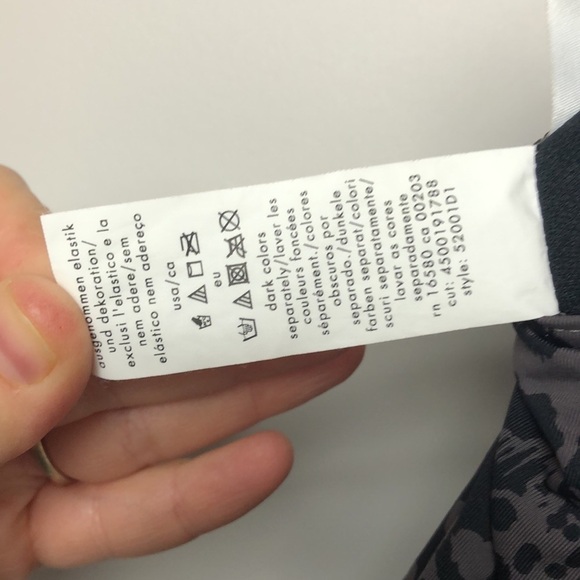 ausgenommen elastik
und dekoration/
exclusi l'elastico e la
nem adere/sem
elástico nem adereço
usa/ca
eu
dark colors
separately/laver les
couleurs foncées
séparément./colores
obscuros por
separado./dunkele
farben separat/colori
scuri separatamente/
lavar as cores
separadamente
rn 16580 ca 00203
cut: 4500191788
style: 52001D1